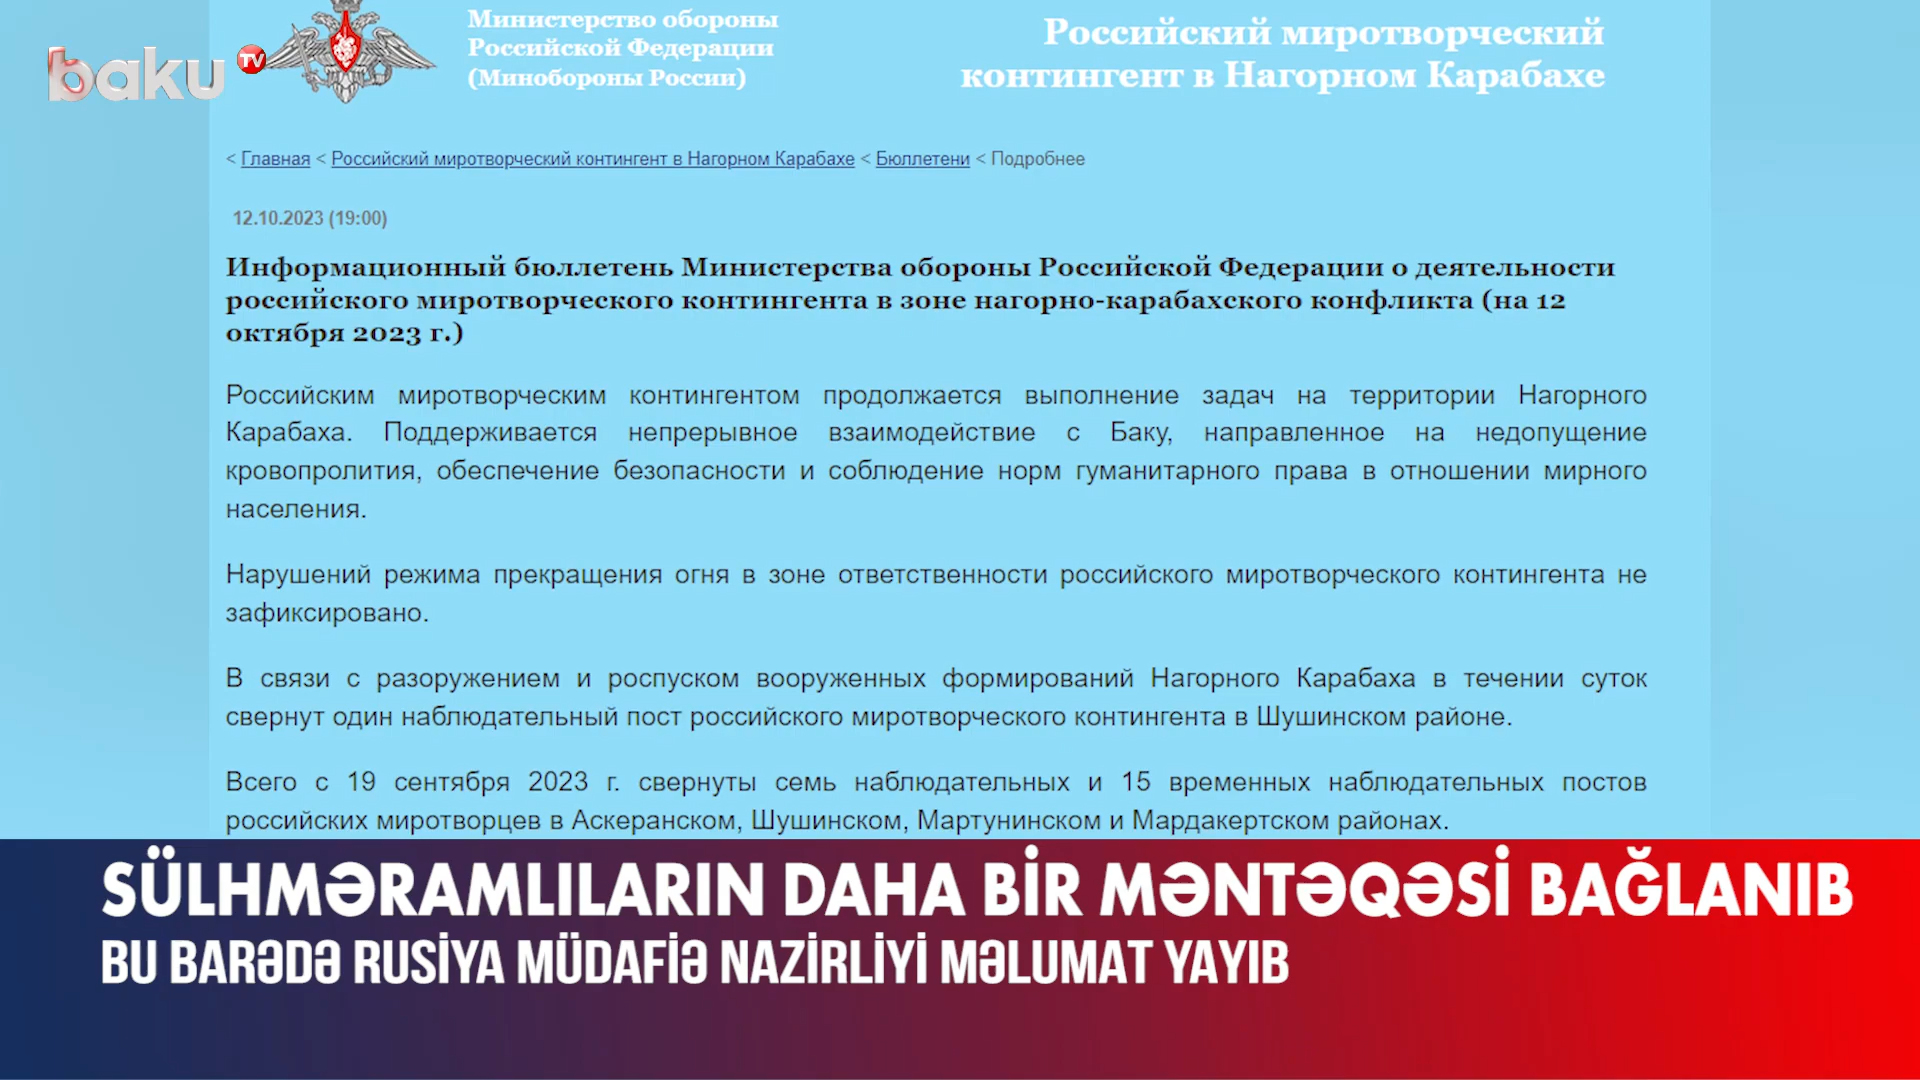 baku TV
Министерство обороны
Российской Федерации
(Минобороны России)
Российский миротворческий
контингент в Нагорном Карабахе
< Главная < Российский миротворческий контингент в Нагорном Карабахе < Бюллетени < Подробнее
12.10.2023 (19:00)
Информационный бюллетень Министерства обороны Российской Федерации о деятельности
российского миротворческого контингента в зоне нагорно-карабахского конфликта (на 12
октября 2023 г.)
Российским миротворческим контингентом продолжается выполнение задач на территории Нагорного
Карабаха. Поддерживается непрерывное взаимодействие с Баку, направленное на недопущение
кровопролития, обеспечение безопасности и соблюдение норм гуманитарного права в отношении мирного
населения.
Нарушений режима прекращения огня в зоне ответственности российского миротворческого контингента не
зафиксировано.
В связи с разоружением и роспуском вооруженных формирований Нагорного Карабаха в течении суток
свернут один наблюдательный пост российского миротворческого контингента в Шушинском районе.
Всего с 19 сентября 2023 г. свернуты семь наблюдательных и 15 временных наблюдательных постов
российских миротворцев в Аскеранском, Шушинском, Мартунинском и Мардакертском районах.
SÜLHMƏRAMLILARIN DAHA BİR MƏNTƏQƏSİ BAĞLANIB
BU BARƏDƏ RUSİYA MÜDAFİƏ NAZİRLİYİ MƏLUMAT YAYIB